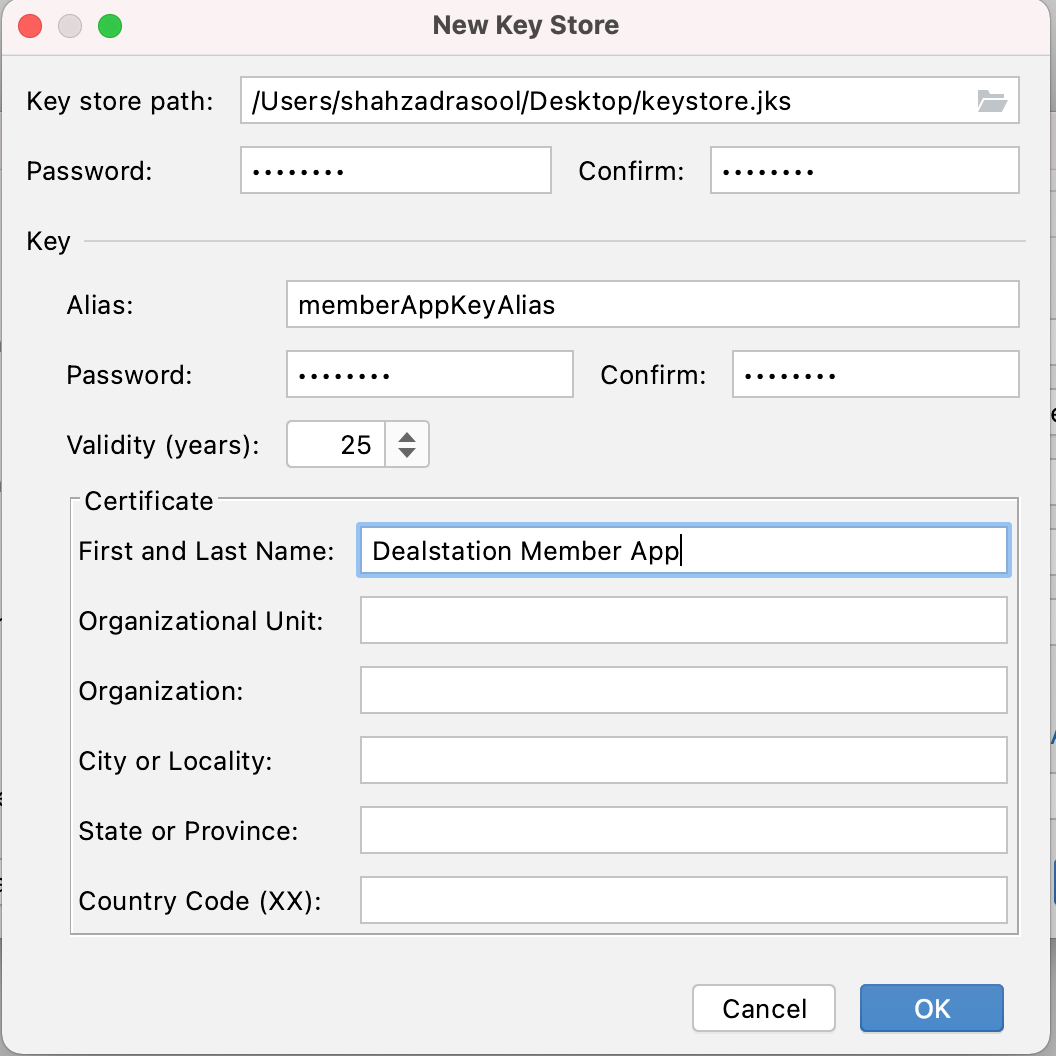 New Key Store
Key store path: /Users/shahzadrasool/Desktop/keystore.jks
Password: •••••••• Confirm: ••••••••
Key
Alias: memberAppKeyAlias
Password: •••••••• Confirm: ••••••••
Validity (years): 25
Certificate
First and Last Name: Dealstation Member App
Organizational Unit:
Organization:
City or Locality:
State or Province:
Country Code (XX):
Cancel OK